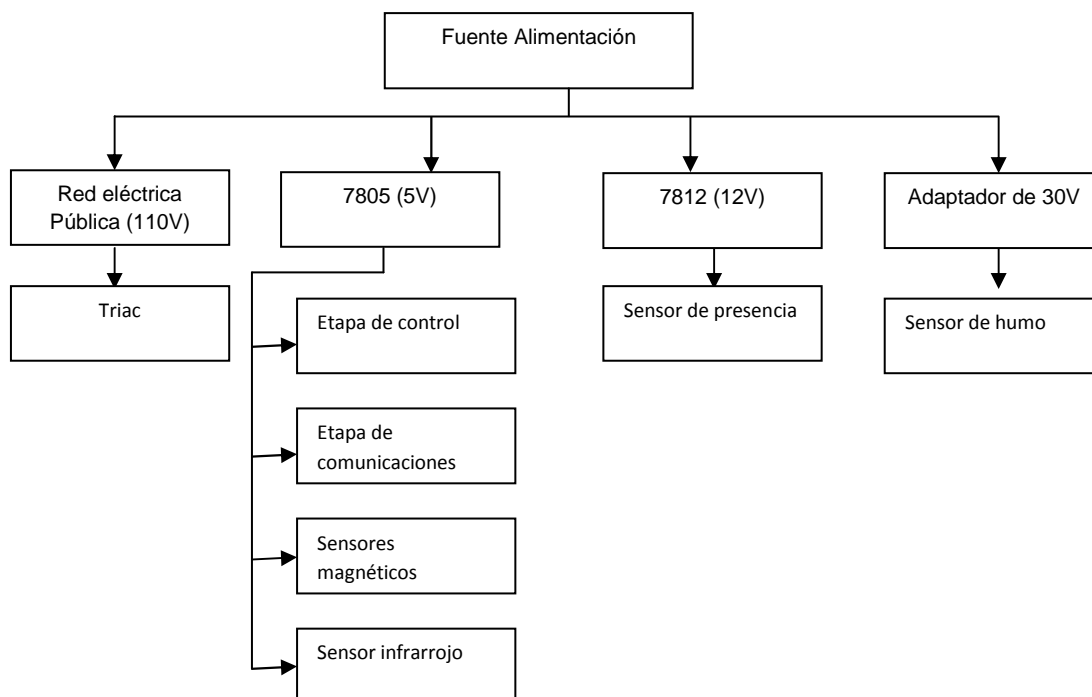 Fuente Alimentación
Red eléctrica
Pública (110V)
7805 (5V)
7812 (12V)
Adaptador de 30V
Triac
Etapa de control
Etapa de
comunicaciones
Sensores
magnéticos
Sensor infrarrojo
Sensor de presencia
Sensor de humo